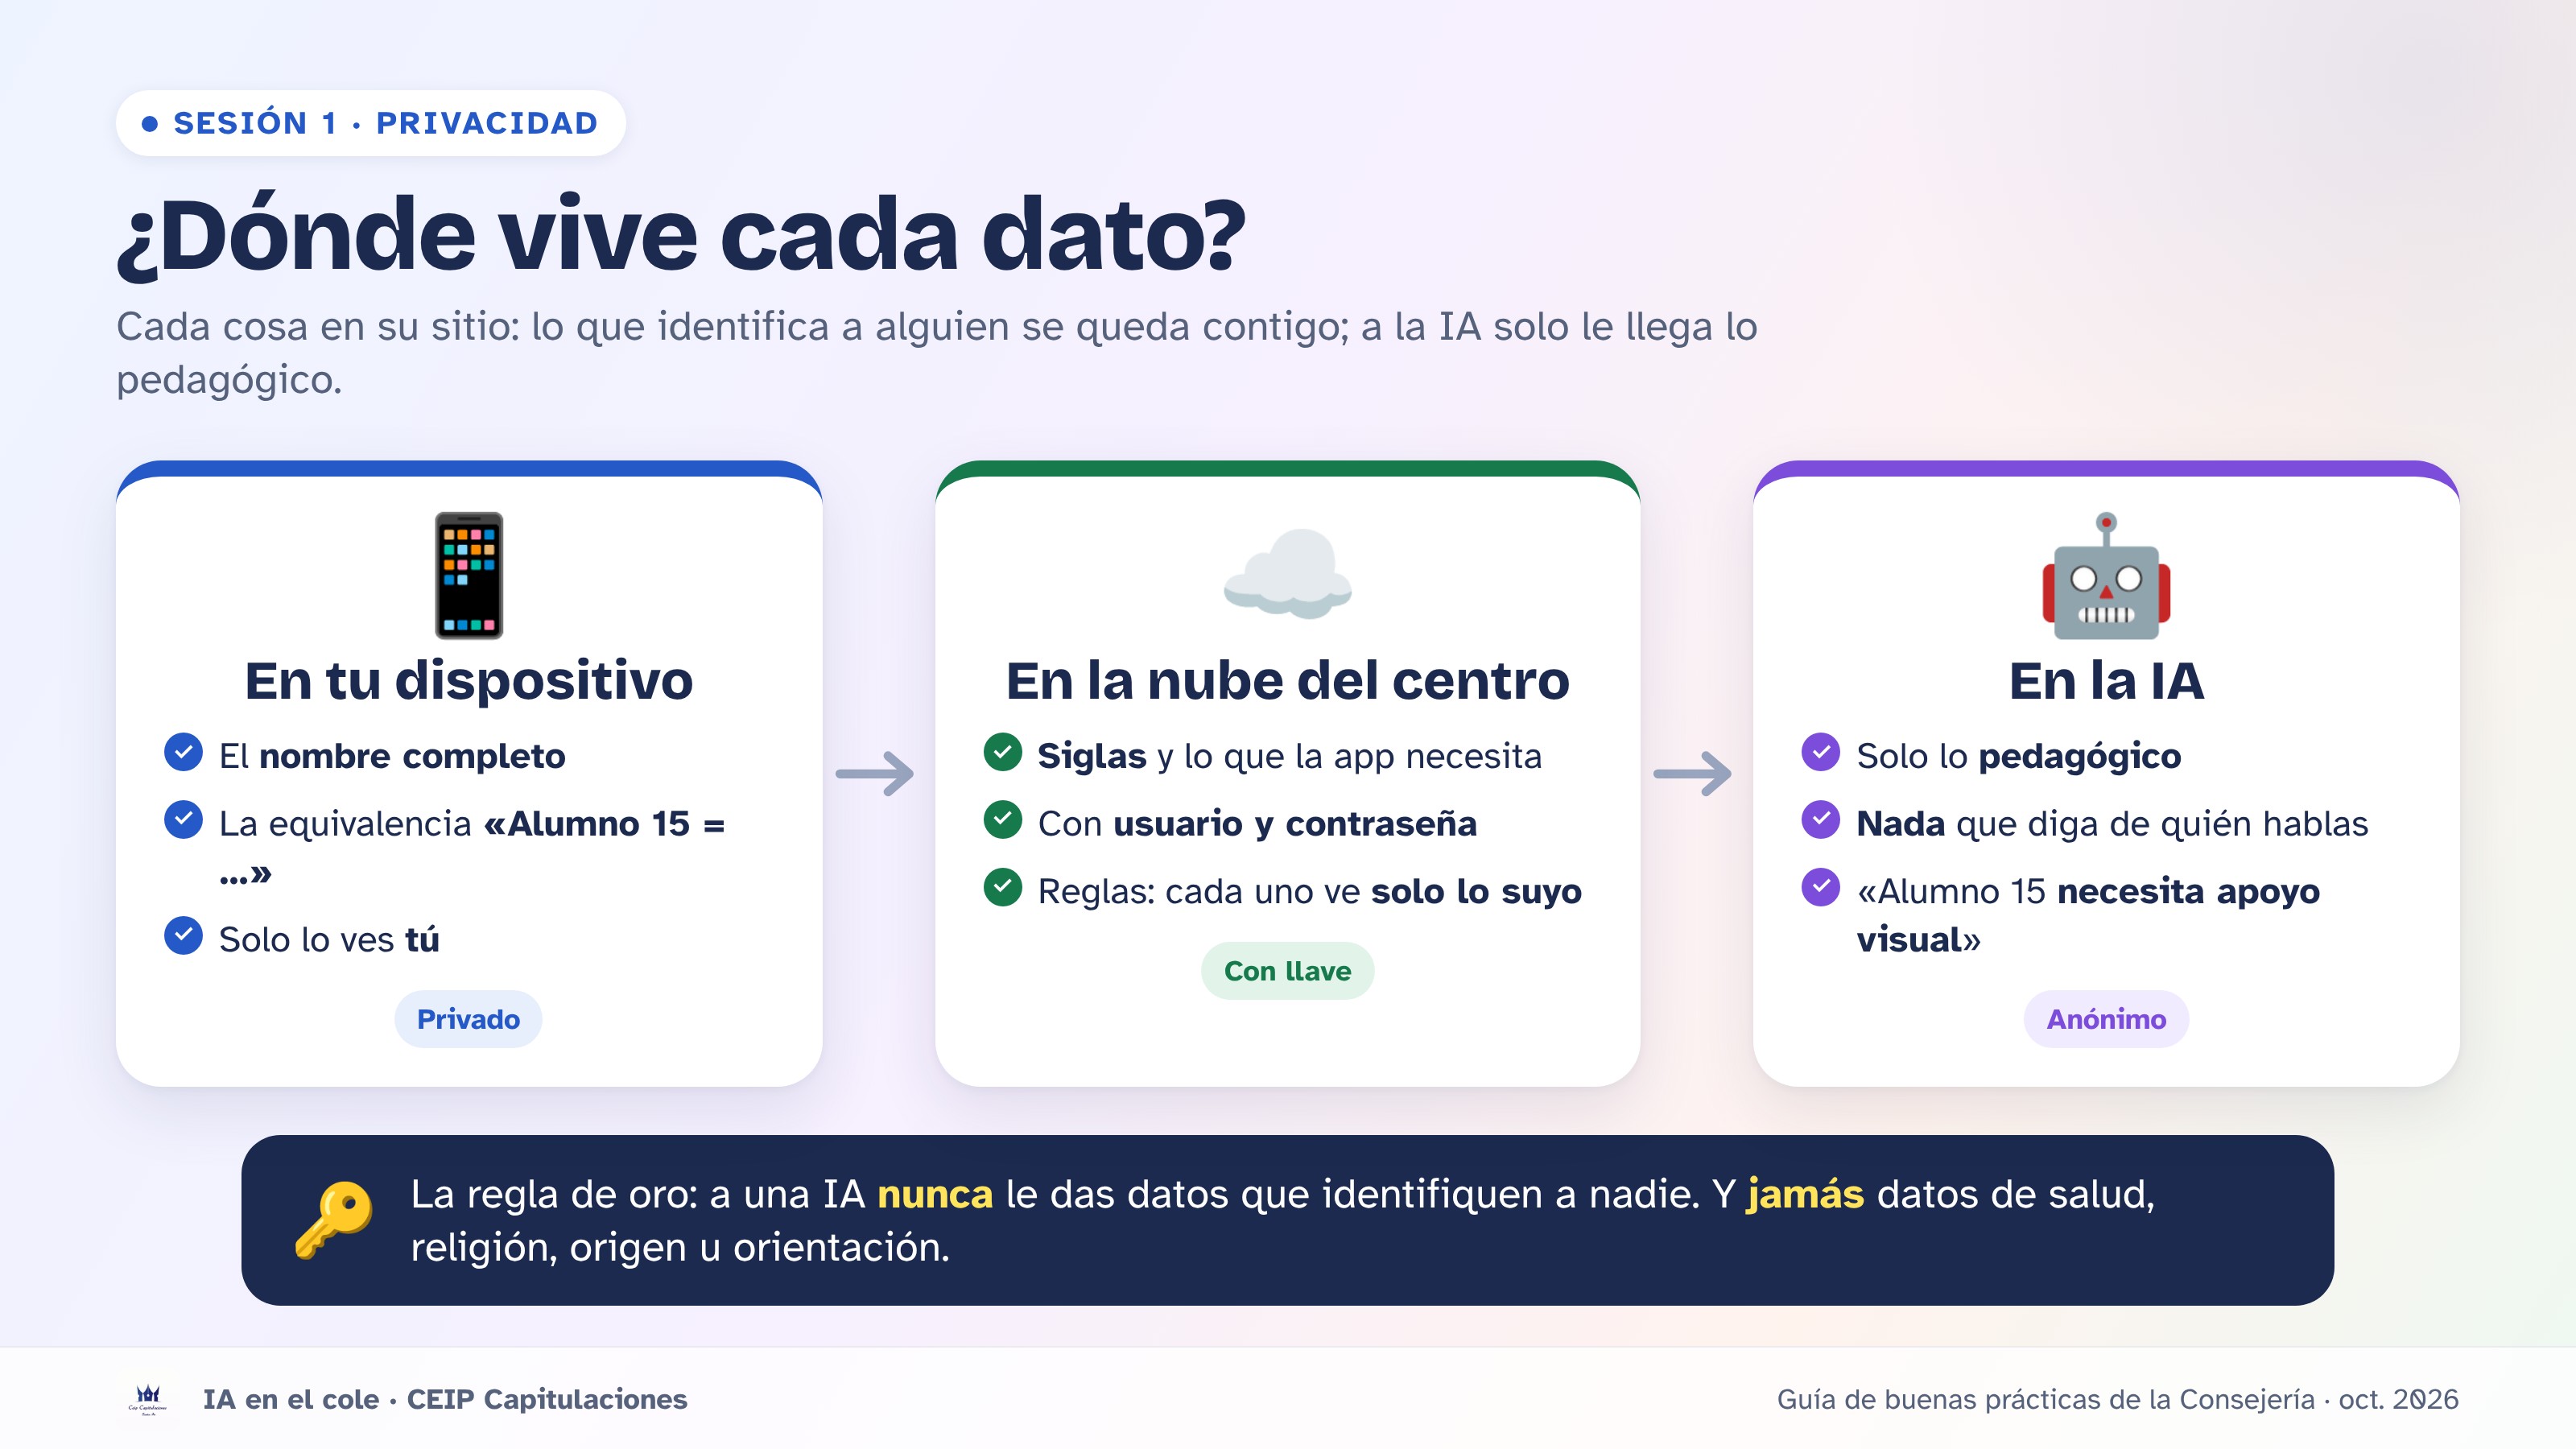 SESIÓN 1 · PRIVACIDAD
¿Dónde vive cada dato?
Cada cosa en su sitio: lo que identifica a alguien se queda contigo; a la IA solo le llega lo
pedagógico.
En tu dispositivo
El nombre completo
La equivalencia «Alumno 15 =
...»
Solo lo ves tú
Privado
En la nube del centro
Siglas y lo que la app necesita
Con usuario y contraseña
Reglas: cada uno ve solo lo suyo
Con llave
En la IA
Solo lo pedagógico
Nada que diga de quién hablas
«Alumno 15 necesita apoyo
visual»
Anónimo
La regla de oro: a una IA nunca le das datos que identifiquen a nadie. Y jamás datos de salud,
religión, origen u orientación.
IA en el cole · CEIP Capitulaciones
Guía de buenas prácticas de la Consejería · oct. 2026